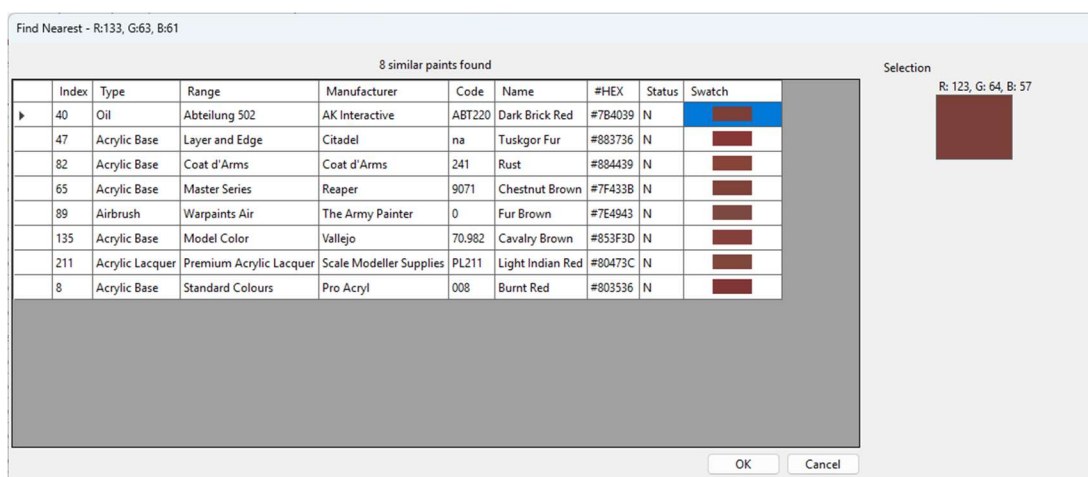 Find Nearest - R:133, G:63, B:61
8 similar paints found
Selection
R: 123, G: 64, B: 57
Index Type Range Manufacturer Code Name #HEX Status Swatch
40 Oil Abteilung 502 AK Interactive ABT220 Dark Brick Red #7B4039 N
47 Acrylic Base Layer and Edge Citadel na Tuskgor Fur #883736 N
82 Acrylic Base Coat d'Arms Coat d'Arms 241 Rust #884439 N
65 Acrylic Base Master Series Reaper 9071 Chestnut Brown #7F433B N
89 Airbrush Warpaints Air The Army Painter 0 Fur Brown #7E4943 N
135 Acrylic Base Model Color Vallejo 70.982 Cavalry Brown #853F3D N
211 Acrylic Lacquer Premium Acrylic Lacquer Scale Modeller Supplies PL211 Light Indian Red #80473C N
8 Acrylic Base Standard Colours Pro Acryl 008 Burnt Red #803536 N
OK Cancel